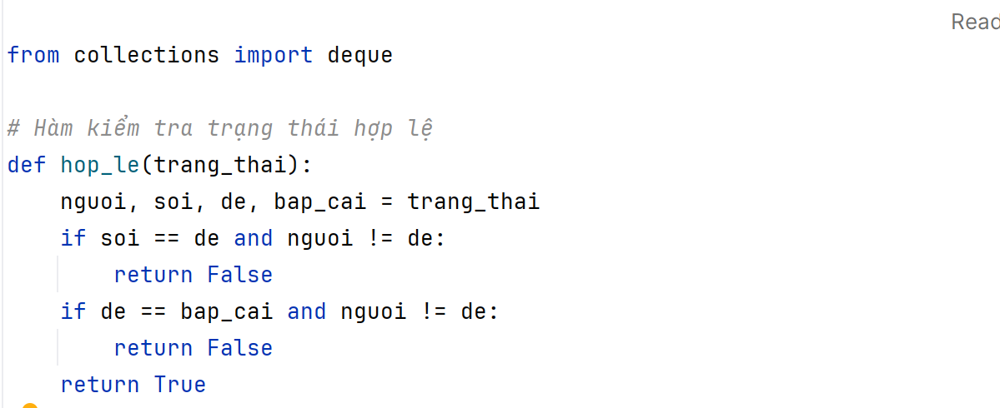 Read
from collections import deque
# Hàm kiểm tra trạng thái hợp lệ
def hop_le(trang_thai):
    nguoi, soi, de, bap_cai = trang_thai
    if soi == de and nguoi != de:
        return False
    if de == bap_cai and nguoi != de:
        return False
    return True